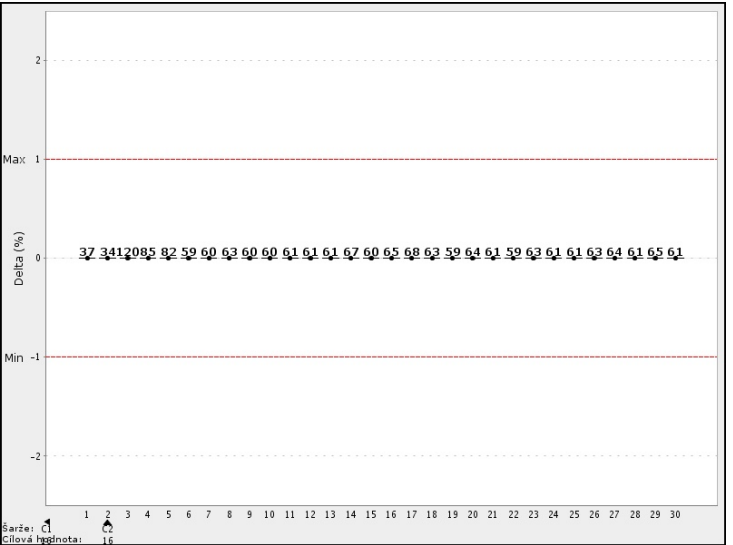 2
Max 1
37 34 120 85 82 59 60 63 60 60 61 61 61 67 60 65 68 63 59 64 61 59 63 61 61 63 64 61 65 61
0
Delta (%)
Min -1
-2
1 2 3 4 5 6 7 8 9 10 11 12 13 14 15 16 17 18 19 20 21 22 23 24 25 26 27 28 29 30
Šarže: C1 C2
Cílová hodnota: 16